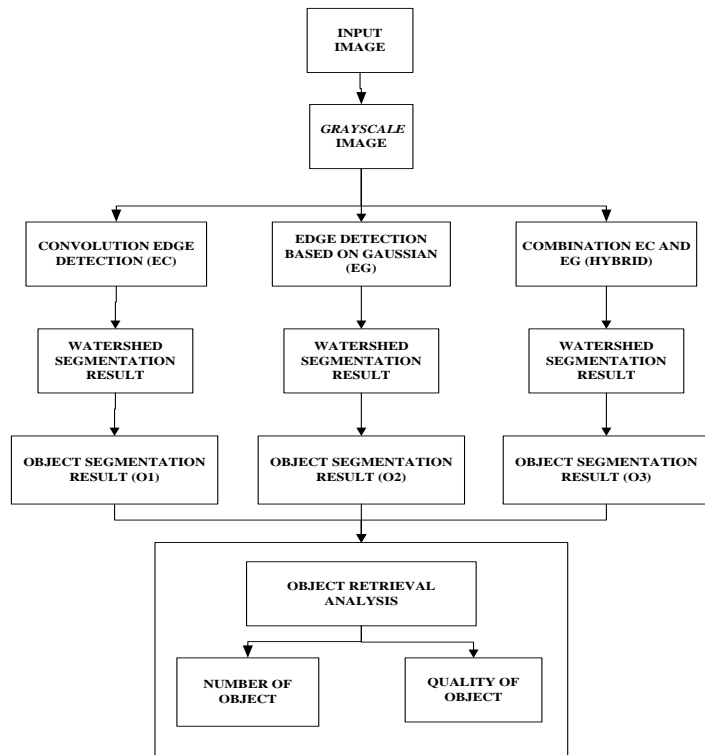 INPUT
IMAGE
GRAYSCALE
IMAGE
CONVOLUTION EDGE
DETECTION (EC)
EDGE DETECTION
BASED ON GAUSSIAN
(EG)
COMBINATION EC AND
EG (HYBRID)
WATERSHED
SEGMENTATION
RESULT
WATERSHED
SEGMENTATION
RESULT
WATERSHED
SEGMENTATION
RESULT
OBJECT SEGMENTATION
RESULT (O1)
OBJECT SEGMENTATION
RESULT (O2)
OBJECT SEGMENTATION
RESULT (O3)
OBJECT RETRIEVAL
ANALYSIS
NUMBER OF
OBJECT
QUALITY OF
OBJECT